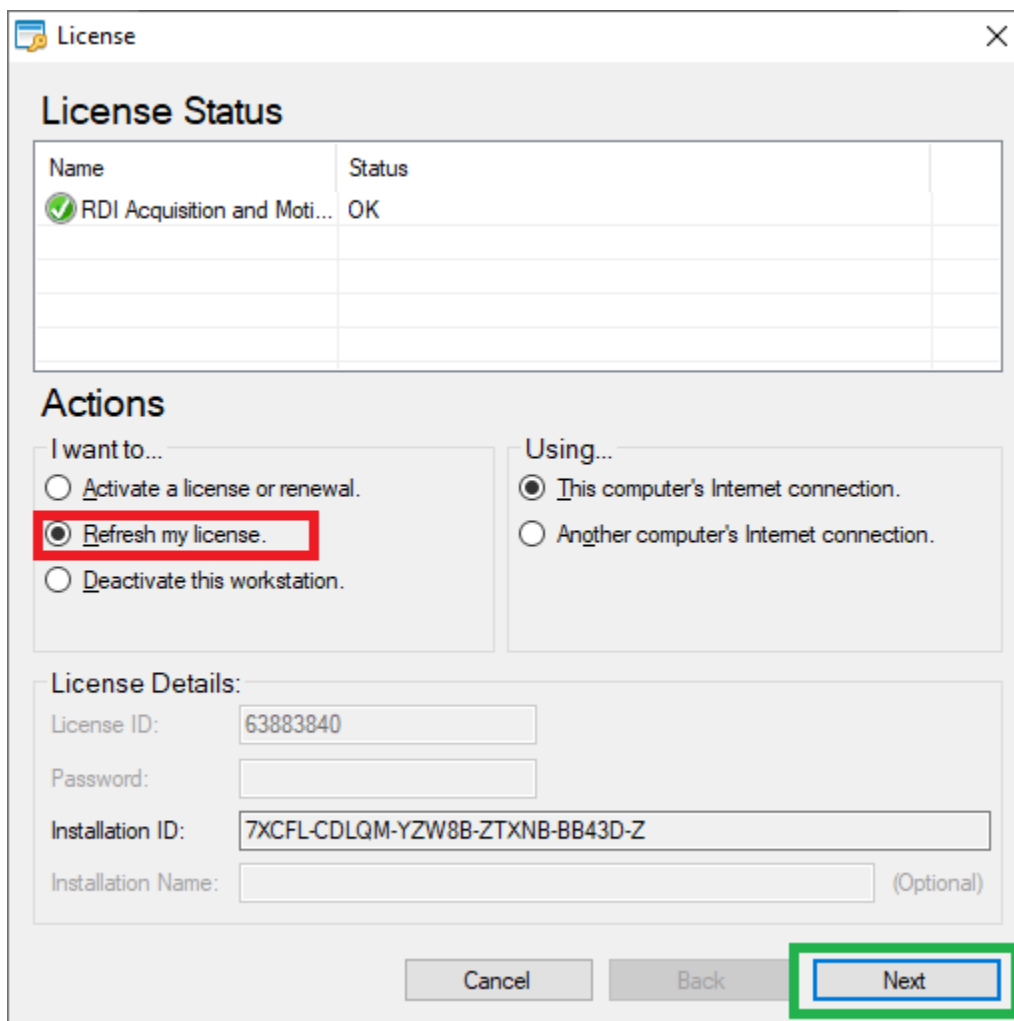 License
License Status
Name Status
RDI Acquisition and Moti... OK
Actions
I want to... Using...
Activate a license or renewal. This computer's Internet connection.
Refresh my license. Another computer's Internet connection.
Deactivate this workstation.
License Details:
License ID: 63883840
Password:
Installation ID: 7XCFL-CDLQM-YZW8B-ZTXNB-BB43D-Z
Installation Name: (Optional)
Cancel Back Next